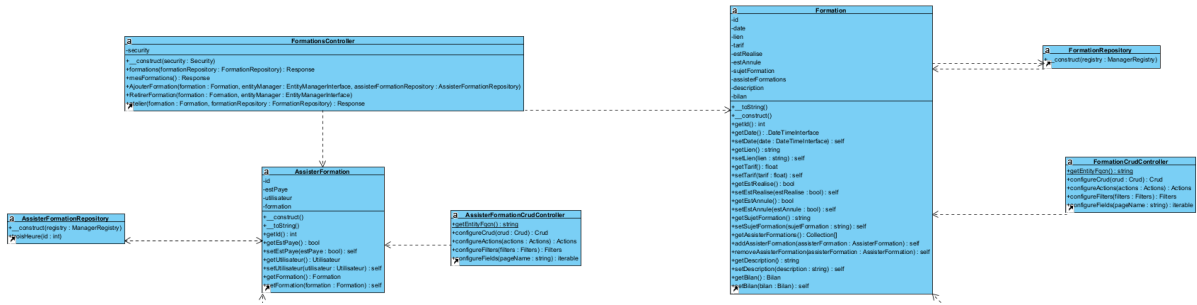 FormationsController
-security
+__construct(security : Security)
+formations(formationRepository : FormationRepository) : Response
+mesFormations() : Response
+AjouterFormation(formation : Formation, entityManager : EntityManagerInterface, assisterFormationRepository : AssisterFormationRepository)
+RetirerFormation(formation : Formation, entityManager : EntityManagerInterface)
+atelier(formation : Formation, formationRepository : FormationRepository) : Response
Formation
-id
-date
-lien
-tarif
-estRealise
-estAnnule
-sujetFormation
-assisterFormations
-description
-bilan
+__toString()
+__construct()
+getId() : int
+getDate() : .DateTimeInterface
+setDate(date : DateTimeInterface) : self
+getLien() : string
+setLien(lien : string) : self
+getTarif() : float
+setTarif(tarif : float) : self
+getEstRealise() : bool
+setEstRealise(estRealise : bool) : self
+getEstAnnule() : bool
+setEstAnnule(estAnnule : bool) : self
+getSujetFormation() : string
+setSujetFormation(sujetFormation : string) : self
+getAssisterFormations() : Collection[]
+addAssisterFormation(assisterFormation : AssisterFormation) : self
+removeAssisterFormation(assisterFormation : AssisterFormation) : self
+getDescription() : string
+setDescription(description : string) : self
+getBilan() : Bilan
+setBilan(bilan : Bilan) : self
FormationRepository
+__construct(registry : ManagerRegistry)
FormationCrudController
+getEntityFqcn() : string
+configureCrud(crud : Crud) : Crud
+configureActions(actions : Actions) : Actions
+configureFilters(filters : Filters) : Filters
+configureFields(pageName : string) : iterable
AssisterFormation
-id
-estPaye
-utilisateur
-formation
+__construct()
+__toString()
+getId() : int
+getEstPaye() : bool
+setEstPaye(estPaye : bool) : self
+getUtilisateur() : Utilisateur
+setUtilisateur(utilisateur : Utilisateur) : self
+getFormation() : Formation
+setFormation(formation : Formation) : self
AssisterFormationRepository
+__construct(registry : ManagerRegistry)
+troisHeure(id : int)
AssisterFormationCrudController
+getEntityFqcn() : string
+configureCrud(crud : Crud) : Crud
+configureActions(actions : Actions) : Actions
+configureFilters(filters : Filters) : Filters
+configureFields(pageName : string) : iterable